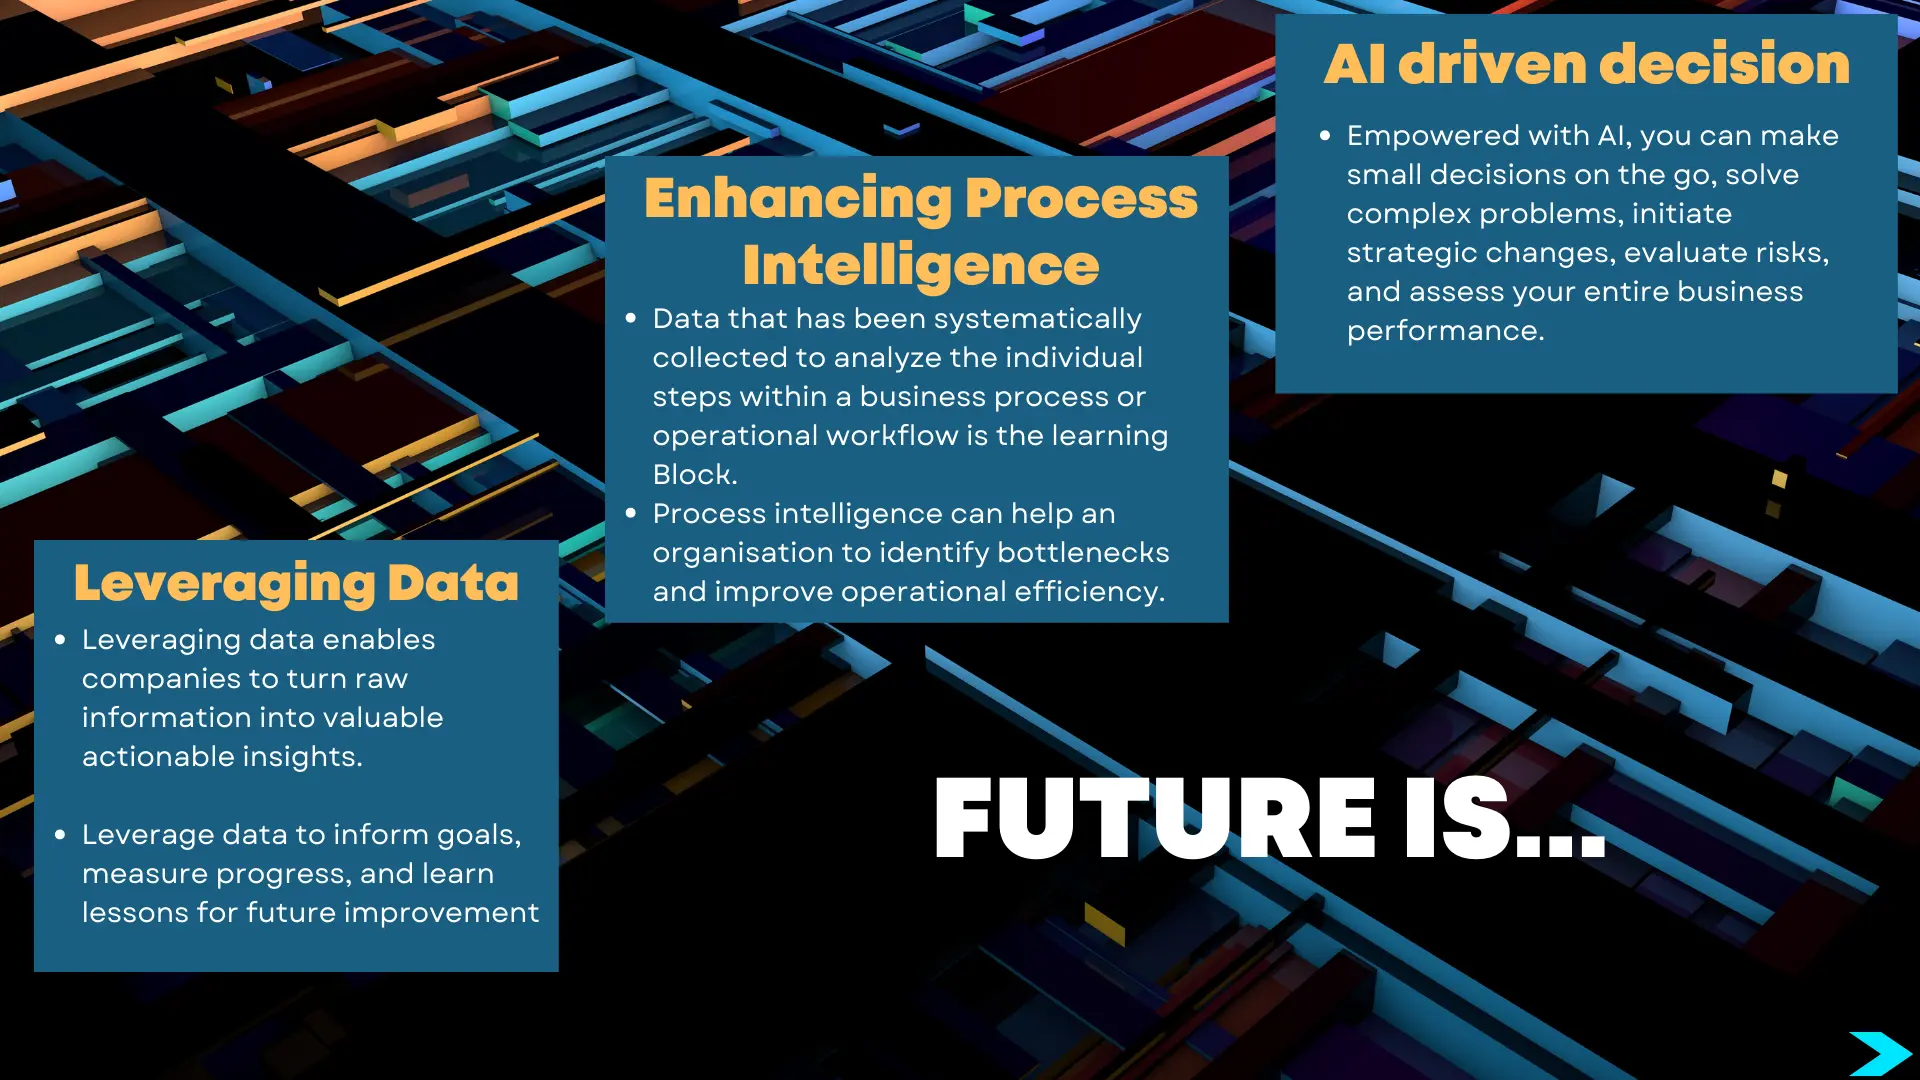 AI driven decision
Empowered with AI, you can make
small decisions on the go, solve
complex problems, initiate
strategic changes, evaluate risks,
and assess your entire business
performance.
Enhancing Process
Intelligence
Data that has been systematically
collected to analyze the individual
steps within a business process or
operational workflow is the learning
Block.
Process intelligence can help an
organisation to identify bottlenecks
and improve operational efficiency.
Leveraging Data
Leveraging data enables
companies to turn raw
information into valuable
actionable insights.
Leverage data to inform goals,
measure progress, and learn
lessons for future improvement
FUTURE IS...